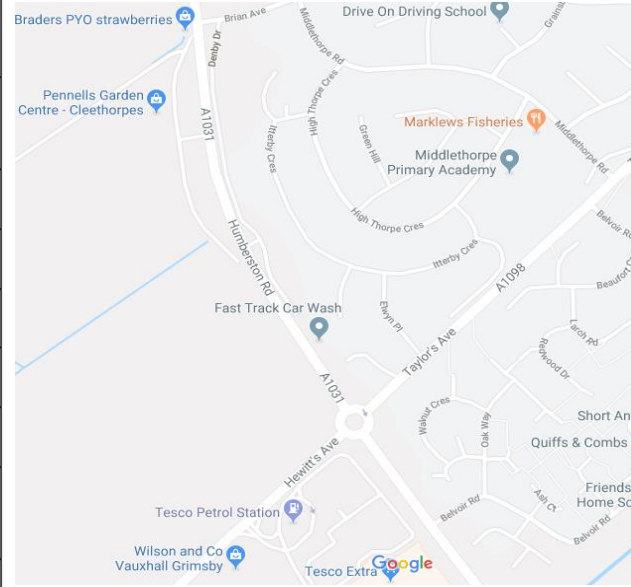 Drive On Driving School
Braders PYO strawberries
Brian Ave
Middlethorpe Rd
Denby Dr
Pennells Garden
Centre - Cleethorpes
A1031
High Thorpe Cres
Itterby Cres
Green Hill
Marklews Fisheries
Middlethorpe Rd
Middlethorpe
Primary Academy
High Thorpe Cres
Belvoir Rd
Humberston Rd
Itterby Cres
A1098
Fast Track Car Wash
Elwyn Pl
Taylor's Ave
Larch Rd
Redwood Dr
A1031
Walnut Cres
Oak Way
Short An
Quiffs & Combs
Hewitt's Ave
Friends
Home Sc
Ash Ct
Belvoir Rd
Belvoir Rd
Tesco Petrol Station
Wilson and Co
Vauxhall Grimsby
Tesco Extra
Google